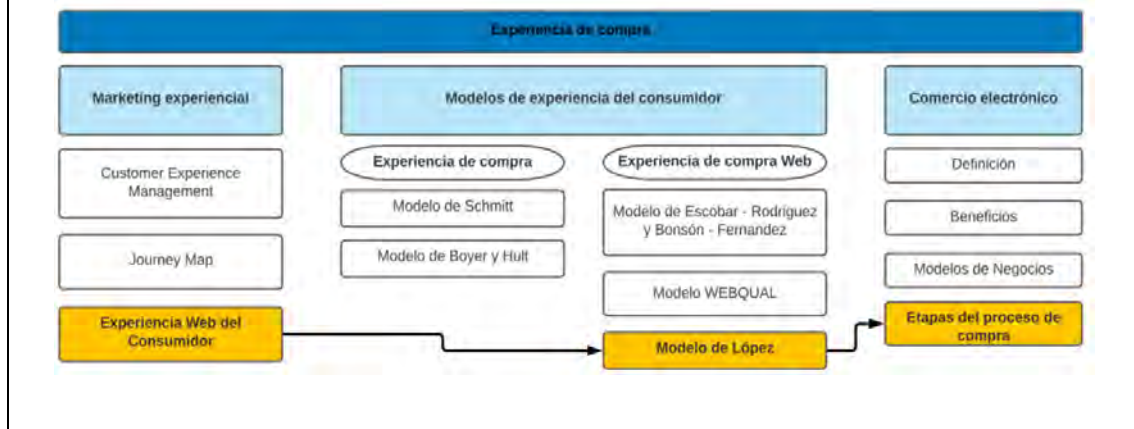 Experiencia de compra
Marketing experiencial
Modelos de experiencia del consumidor
Comercio electrónico
Customer Experience
Management
Journey Map
Experiencia Web del
Consumidor
Experiencia de compra
Modelo de Schmitt
Modelo de Boyer y Hult
Experiencia de compra Web
Modelo de Escobar - Rodriguez
y Bonsón - Fernandez
Modelo WEBQUAL
Modelo de López
Definición
Beneficios
Modelos de Negocios
Etapas del proceso de
compra